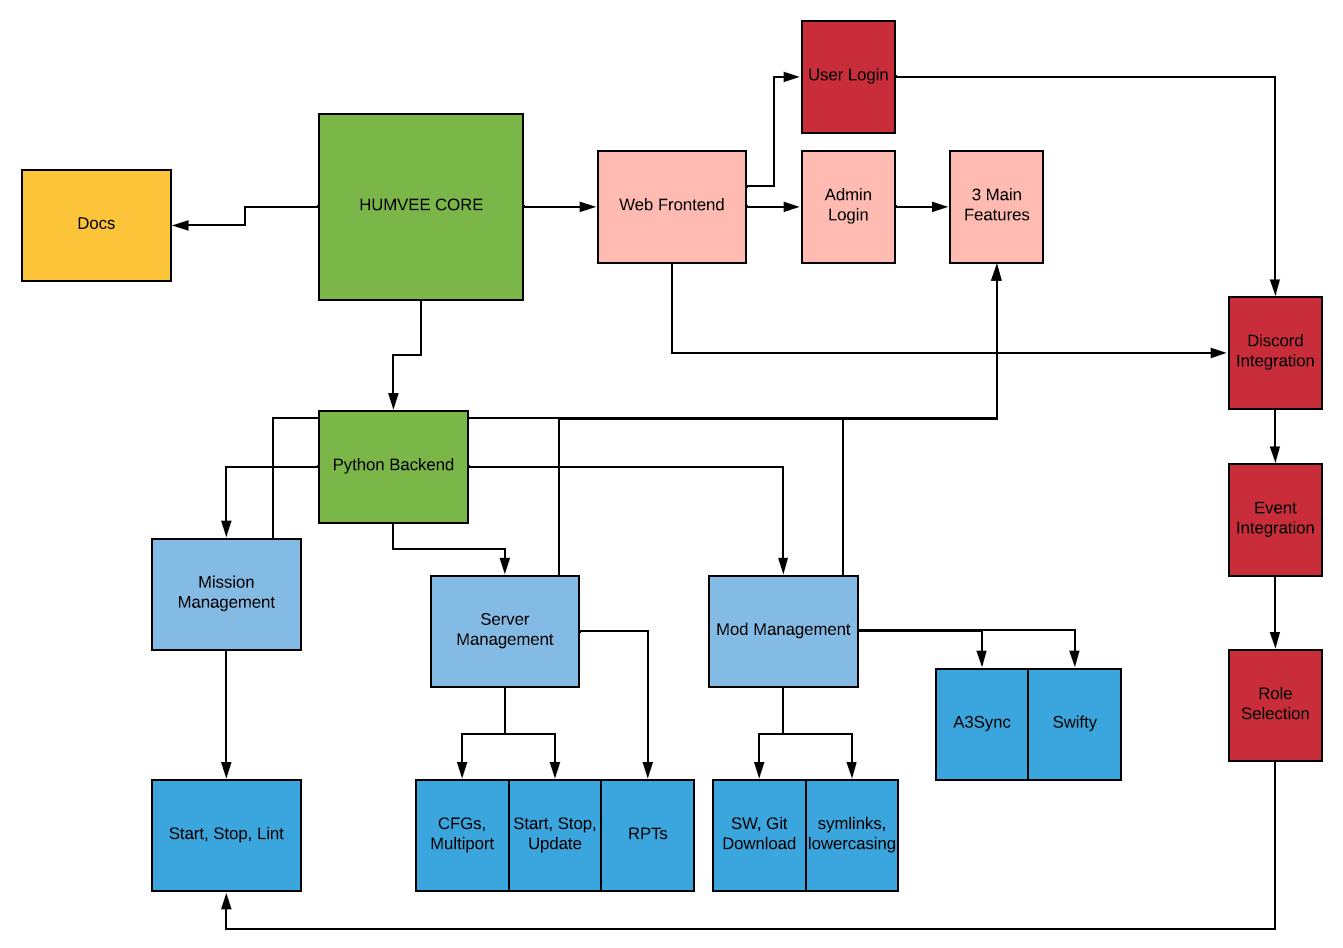 User Login
Docs
HUMVEE CORE
Web Frontend
Admin
Login
3 Main
Features
Discord
Integration
Python Backend
Event
Integration
Mission
Management
Server
Management
Mod Management
Role
Selection
A3Sync
Swifty
Start, Stop, Lint
CFGs,
Multiport
Start, Stop,
Update
RPTs
SW, Git
Download
symlinks,
lowercasing